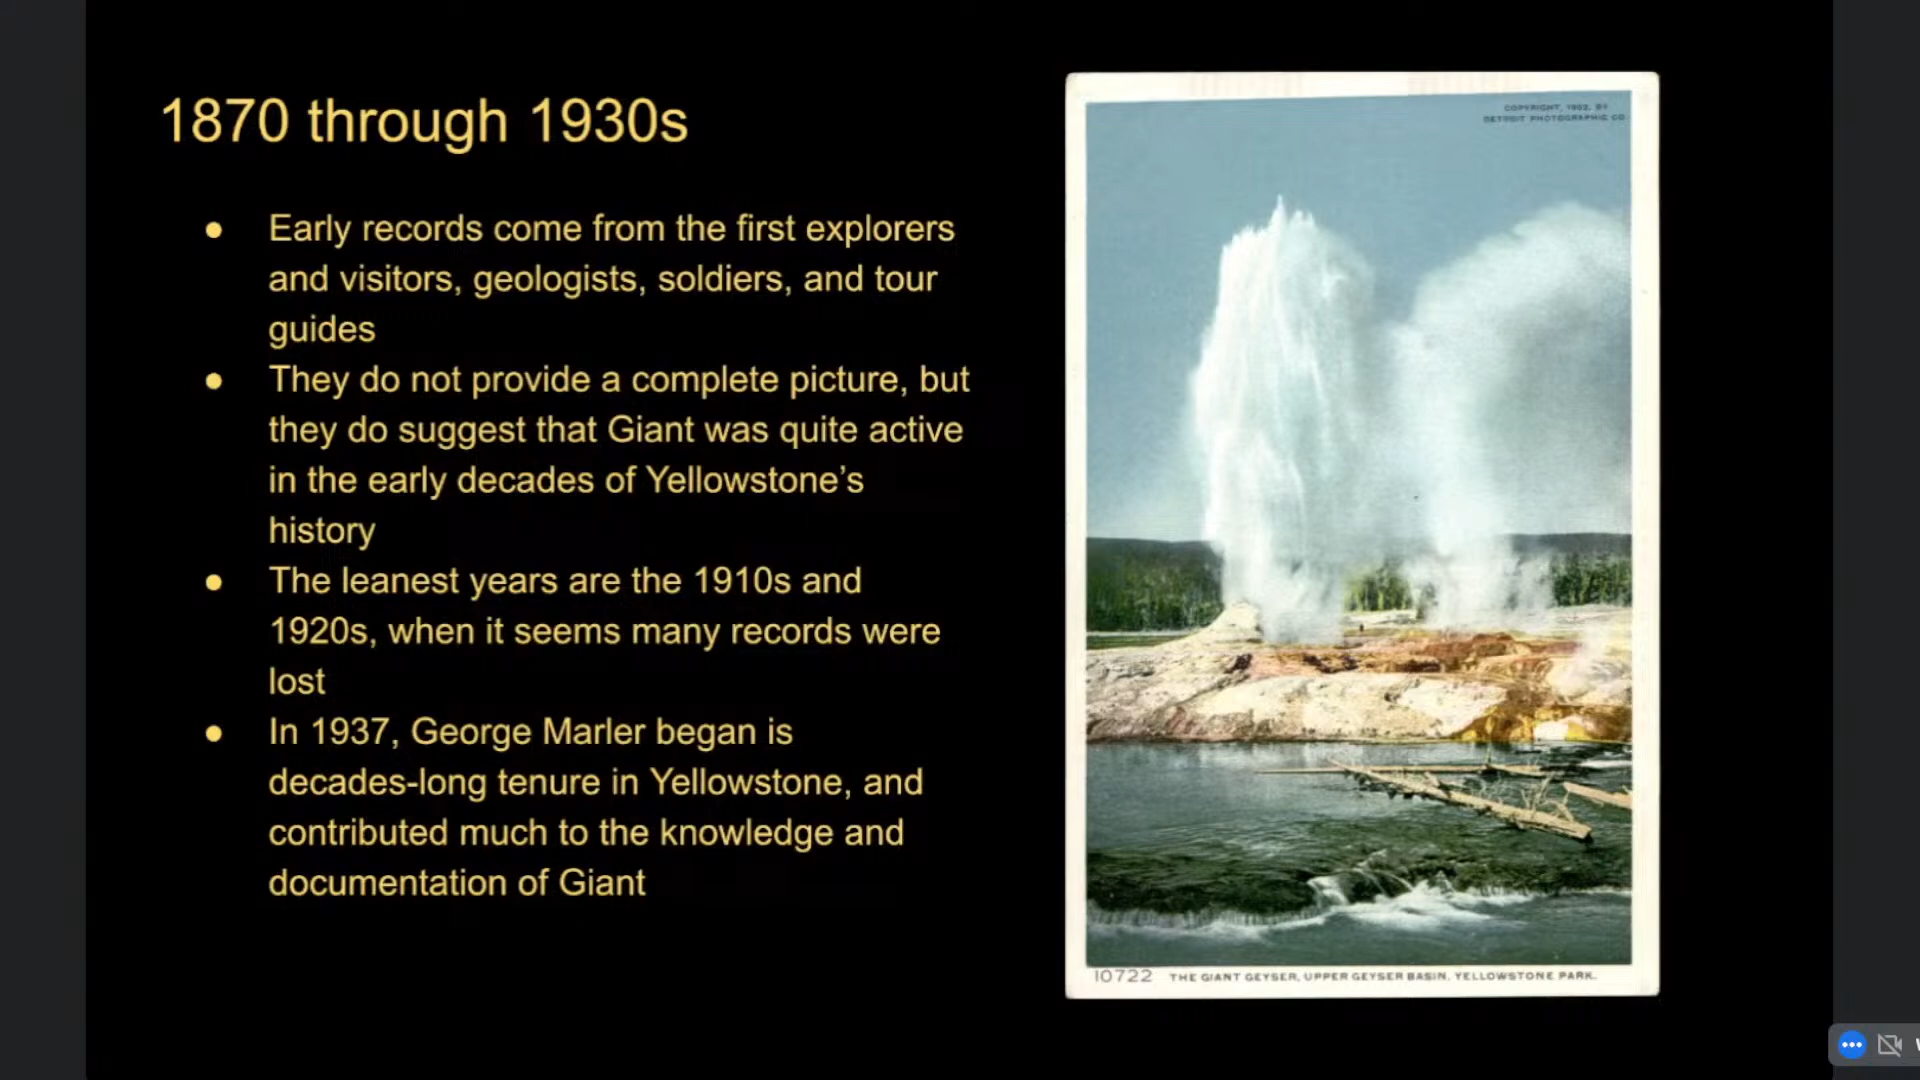 1870 through 1930s
● Early records come from the first explorers
and visitors, geologists, soldiers, and tour
guides
● They do not provide a complete picture, but
they do suggest that Giant was quite active
in the early decades of Yellowstone’s
history
● The leanest years are the 1910s and
1920s, when it seems many records were
lost
● In 1937, George Marler began is
decades-long tenure in Yellowstone, and
contributed much to the knowledge and
documentation of Giant
COPYRIGHT, 1902, BY
DETROIT PHOTOGRAPHIC CO
10722 THE GIANT GEYSER, UPPER GEYSER BASIN, YELLOWSTONE PARK.